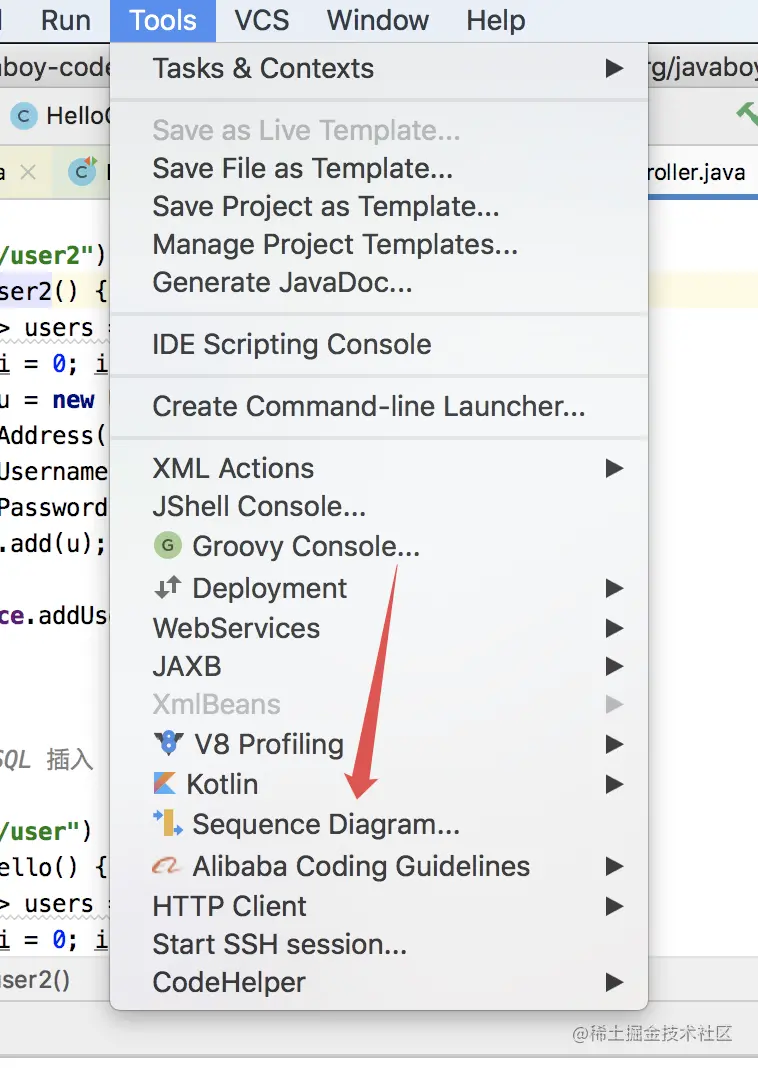 Run Tools VCS Window Help
Tasks & Contexts
Save as Live Template...
Save File as Template...
Save Project as Template...
Manage Project Templates...
Generate JavaDoc...
IDE Scripting Console
Create Command-line Launcher...
XML Actions
JShell Console...
G Groovy Console...
Deployment
WebServices
JAXB
XmlBeans
V8 Profiling
Kotlin
Sequence Diagram...
Alibaba Coding Guidelines
HTTP Client
Start SSH session...
CodeHelper
boy-code
rg/javaboy
C Hello
C
roller.java
/user2")
ser2() {
> users =
i = 0; i
u = new
Address(
Username
Password
.add(u);
ce.addUse
SQL 插入
/user")
ello() {
> users =
i = 0; i
user2()
@稀土掘金技术社区